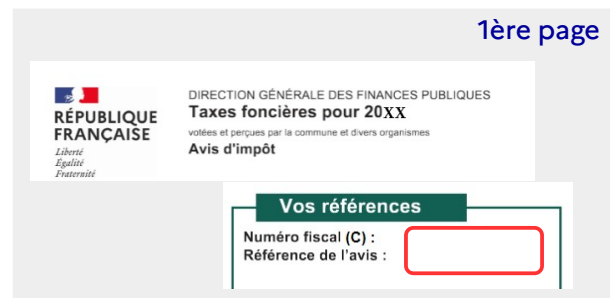 1ère page
DIRECTION GÉNÉRALE DES FINANCES PUBLIQUES
Taxes foncières pour 20XX
votées et perçues par la commune et divers organismes
Avis d'impôt
RÉPUBLIQUE
FRANÇAISE
Liberté
Égalité
Fraternité
Vos références
Numéro fiscal (C) :
Référence de l'avis :